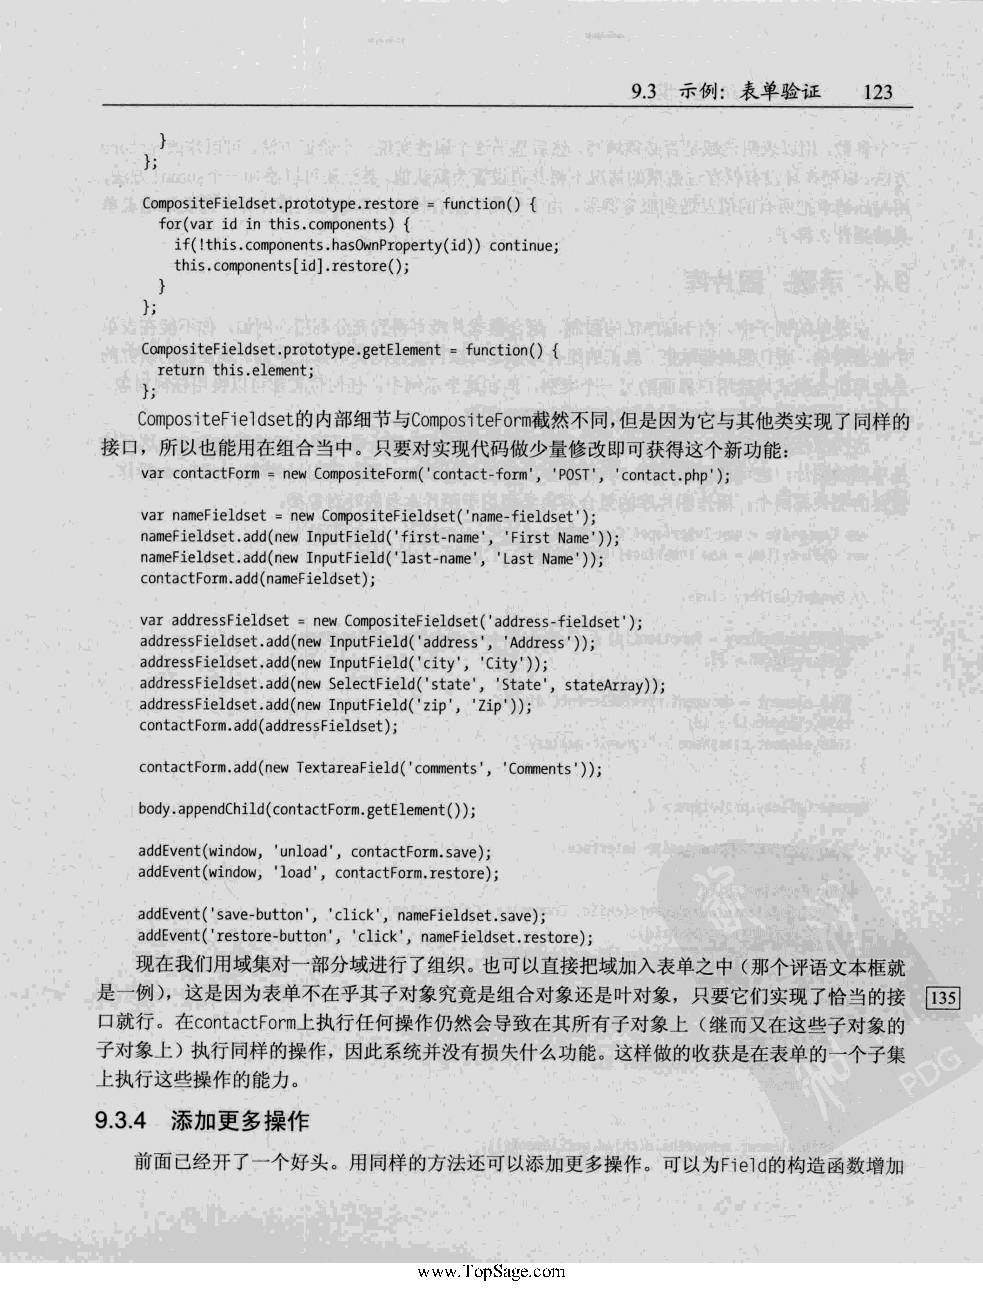 9.3 示例：表单验证 123
}
};
CompositeFieldset.prototype.restore = function() {
for(var id in this.components) {
if(!this.components.hasOwnProperty(id)) continue;
this.components[id].restore();
}
};
CompositeFieldset.prototype.getElement = function() {
return this.element;
};
CompositeFieldset的内部细节与CompositeForm截然不同，但是因为它与其他类实现了同样的
接口，所以也能用在组合当中。只要对实现代码做少量修改即可获得这个新功能：
var contactForm = new CompositeForm('contact-form', 'POST', 'contact.php');
var nameFieldset = new CompositeFieldset('name-fieldset');
nameFieldset.add(new InputField('first-name', 'First Name'));
nameFieldset.add(new InputField('last-name', 'Last Name'));
contactForm.add(nameFieldset);
var addressFieldset = new CompositeFieldset('address-fieldset');
addressFieldset.add(new InputField('address', 'Address'));
addressFieldset.add(new InputField('city', 'City'));
addressFieldset.add(new SelectField('state', 'State', stateArray));
addressFieldset.add(new InputField('zip', 'Zip'));
contactForm.add(addressFieldset);
contactForm.add(new TextareaField('comments', 'Comments'));
body.appendChild(contactForm.getElement());
addEvent(window, 'unload', contactForm.save);
addEvent(window, 'load', contactForm.restore);
addEvent('save-button', 'click', nameFieldset.save);
addEvent('restore-button', 'click', nameFieldset.restore);
现在我们用域集对一部分域进行了组织。也可以直接把域加入表单之中（那个评语文本框就
是一例），这是因为表单不在乎其子对象究竟是组合对象还是叶对象，只要它们实现了恰当的接
135
口就行。在contactForm上执行任何操作仍然会导致在其所有子对象上（继而又在这些子对象的
子对象上）执行同样的操作，因此系统并没有损失什么功能。这样做的收获是在表单的一个子集
上执行这些操作的能力。
PDG
9.3.4 添加更多操作
前面已经开了一个好头。用同样的方法还可以添加更多操作。可以为Field的构造函数增加
www.TopSage.com